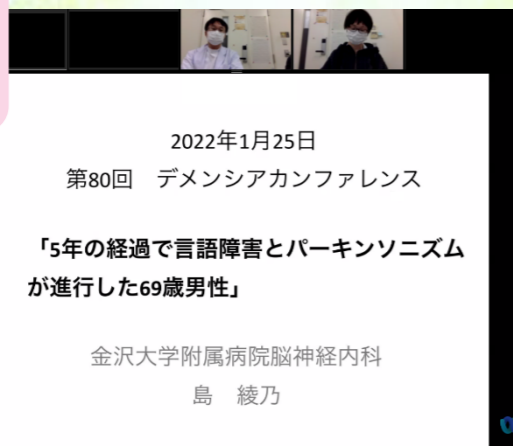 2022年1月25日
第80回　デメンシアカンファレンス
「5年の経過で言語障害とパーキンソニズム
が進行した69歳男性」
金沢大学附属病院脳神経内科
島　綾乃